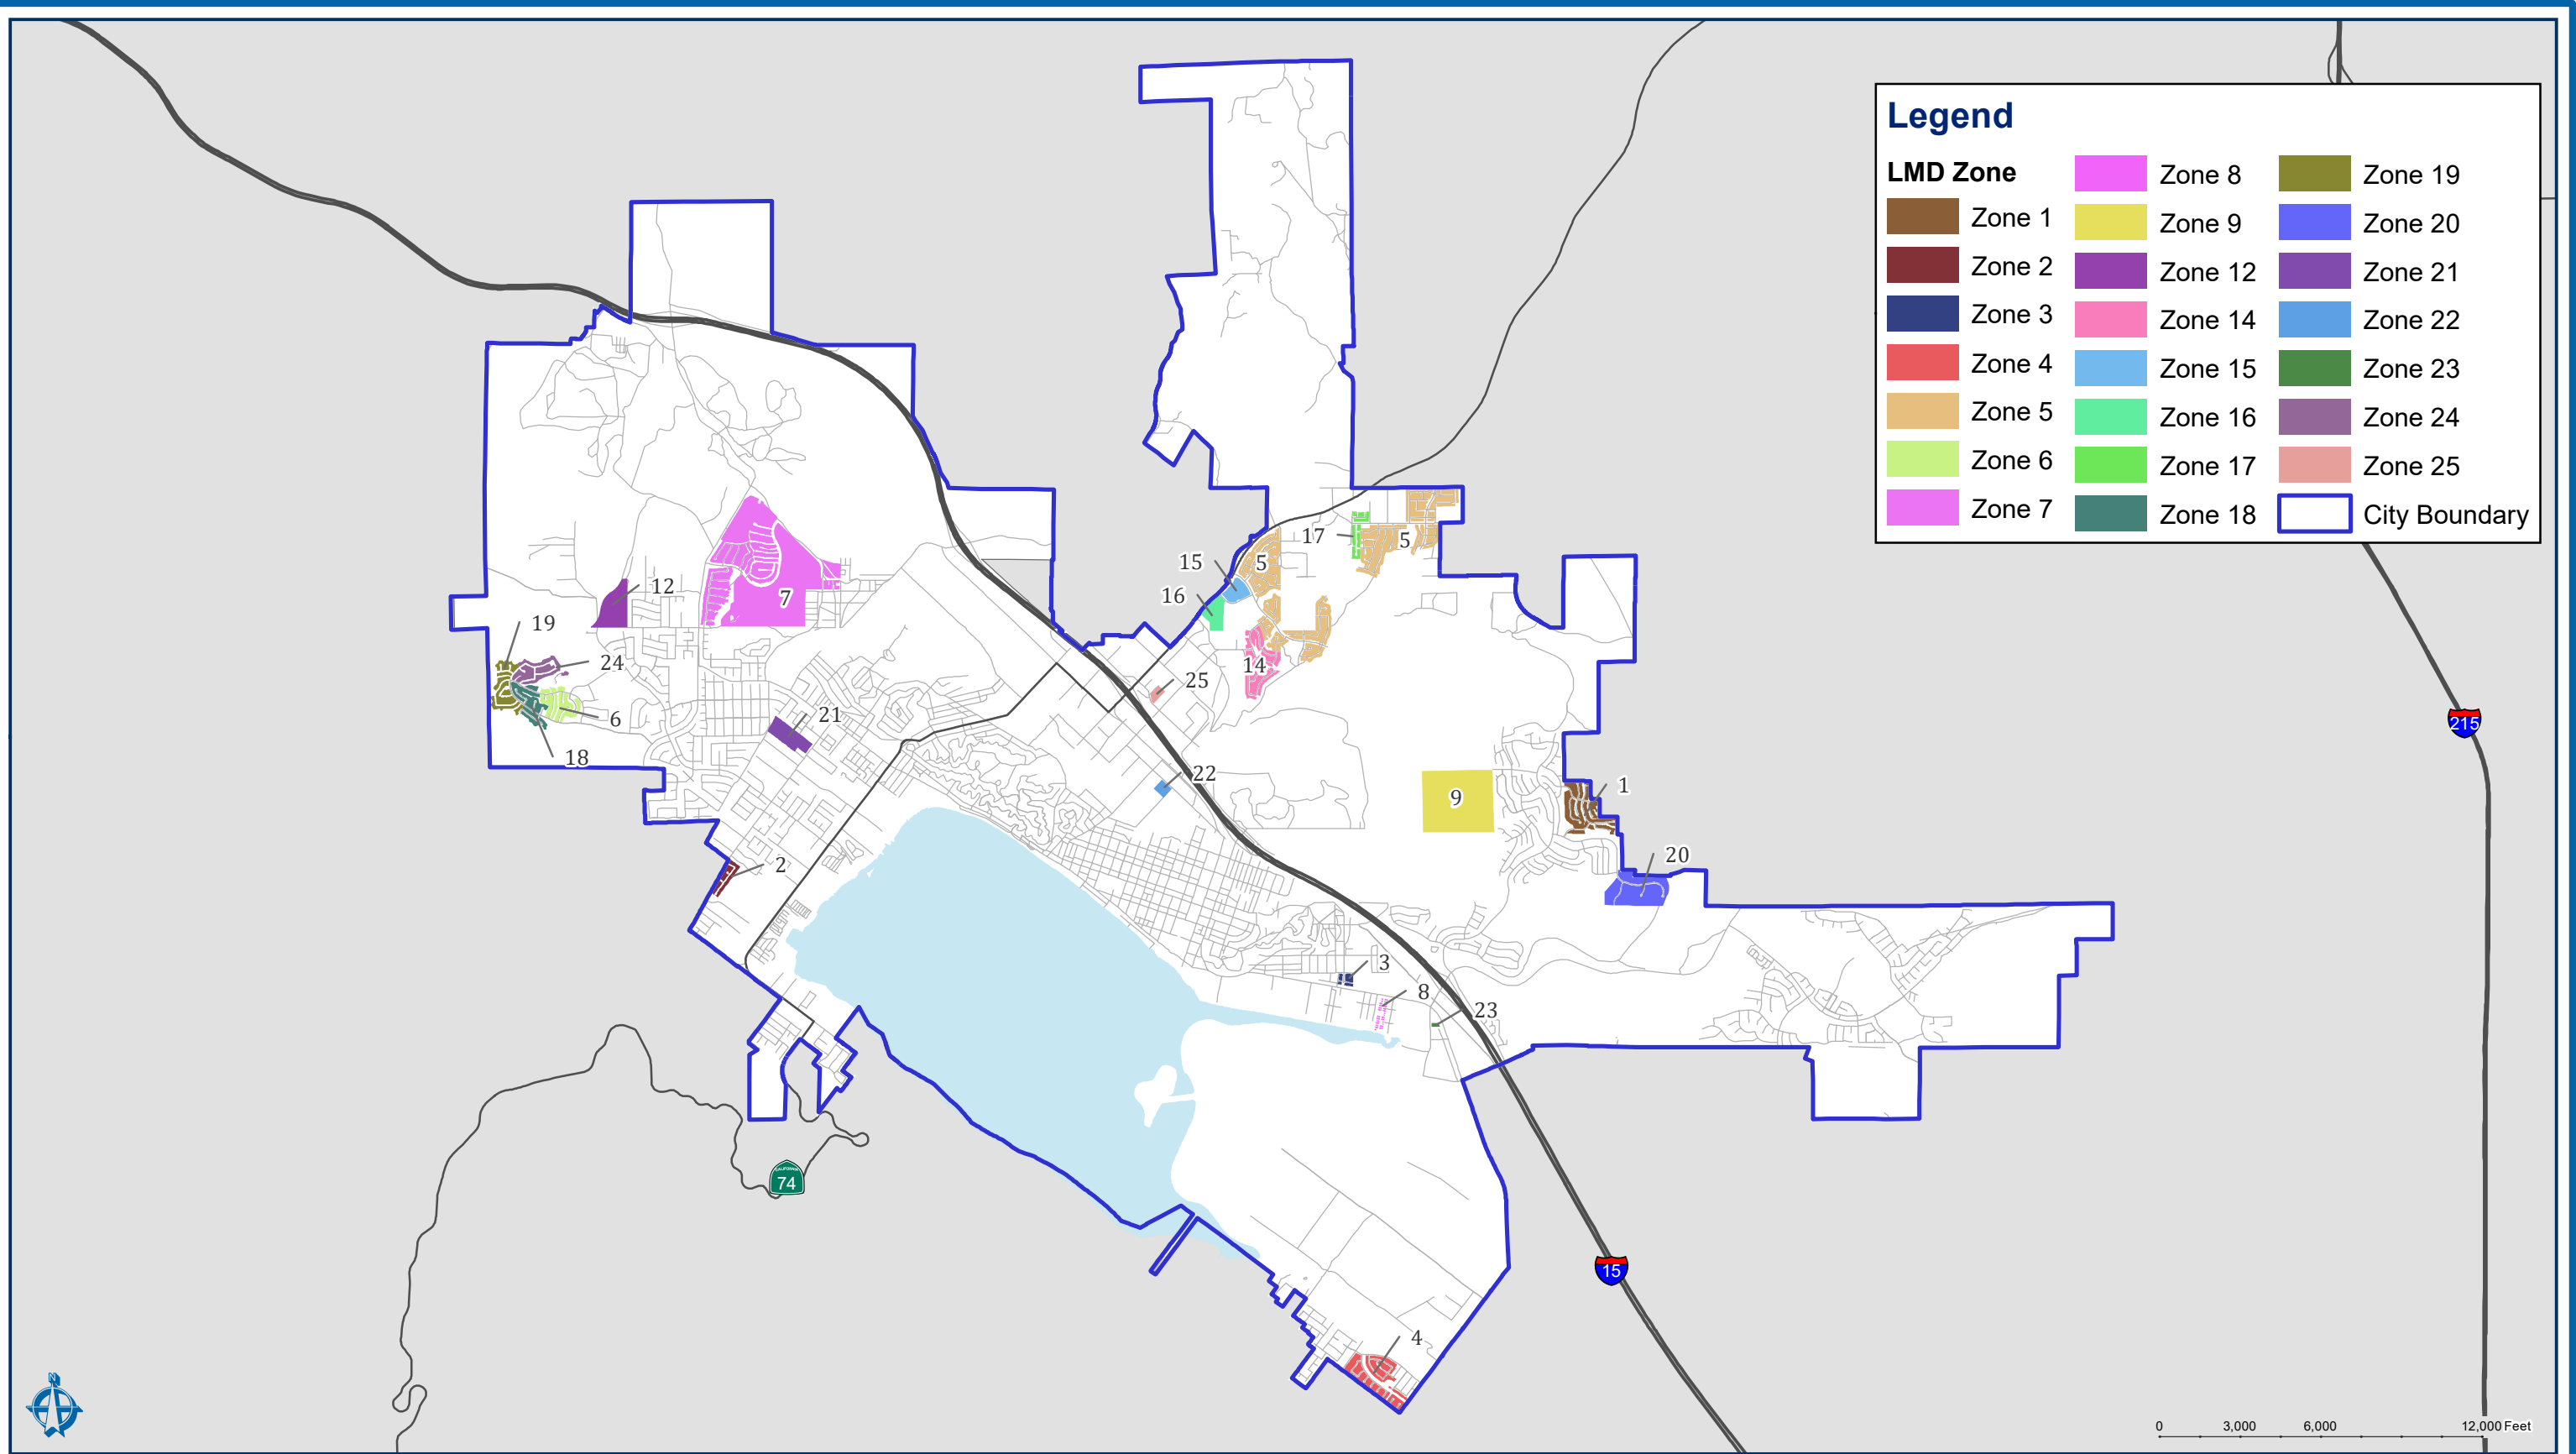 Legend
LMD Zone
Zone 1
Zone 2
Zone 3
Zone 4
Zone 5
Zone 6
Zone 7
Zone 8
Zone 9
Zone 12
Zone 14
Zone 15
Zone 16
Zone 17
Zone 18
Zone 19
Zone 20
Zone 21
Zone 22
Zone 23
Zone 24
Zone 25
City Boundary
17
5
5
15
16
12
7
19
24
14
25
6
21
18
215
22
9
1
2
20
3
8
23
CALIFORNIA
74
15
4
N
0 3,000 6,000 12,000 Feet